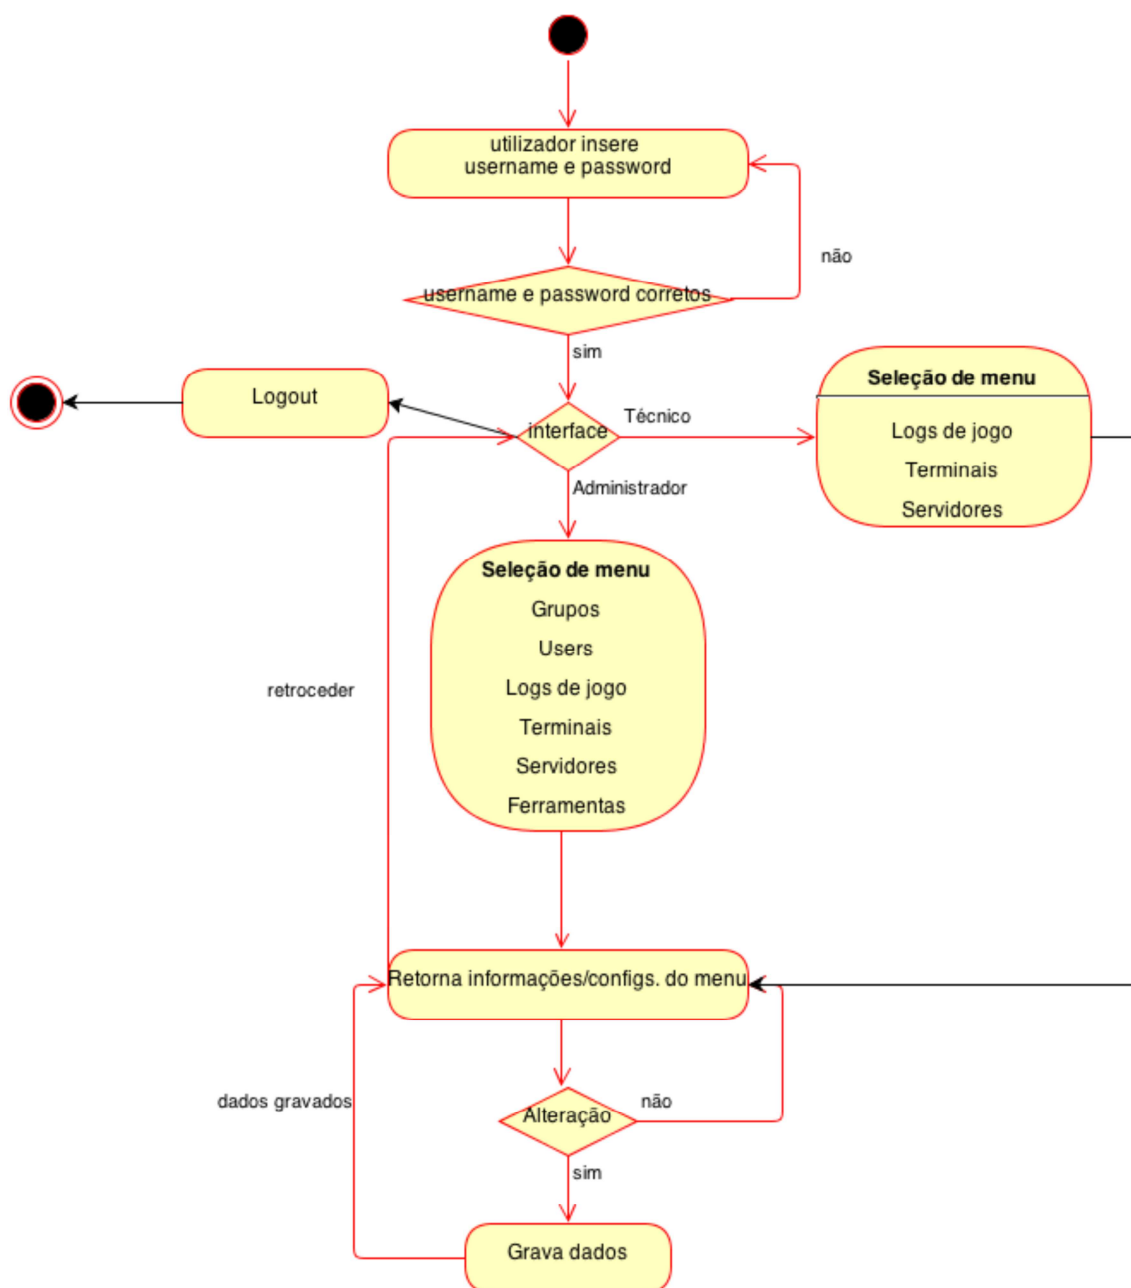 utilizador insere
username e password
não
username e password corretos
sim
Logout
interface
Técnico
Seleção de menu
Logs de jogo
Terminais
Servidores
Administrador
Seleção de menu
Grupos
Users
Logs de jogo
Terminais
Servidores
Ferramentas
retroceder
Retorna informações/configs. do menu
dados gravados
Alteração
não
sim
Grava dados